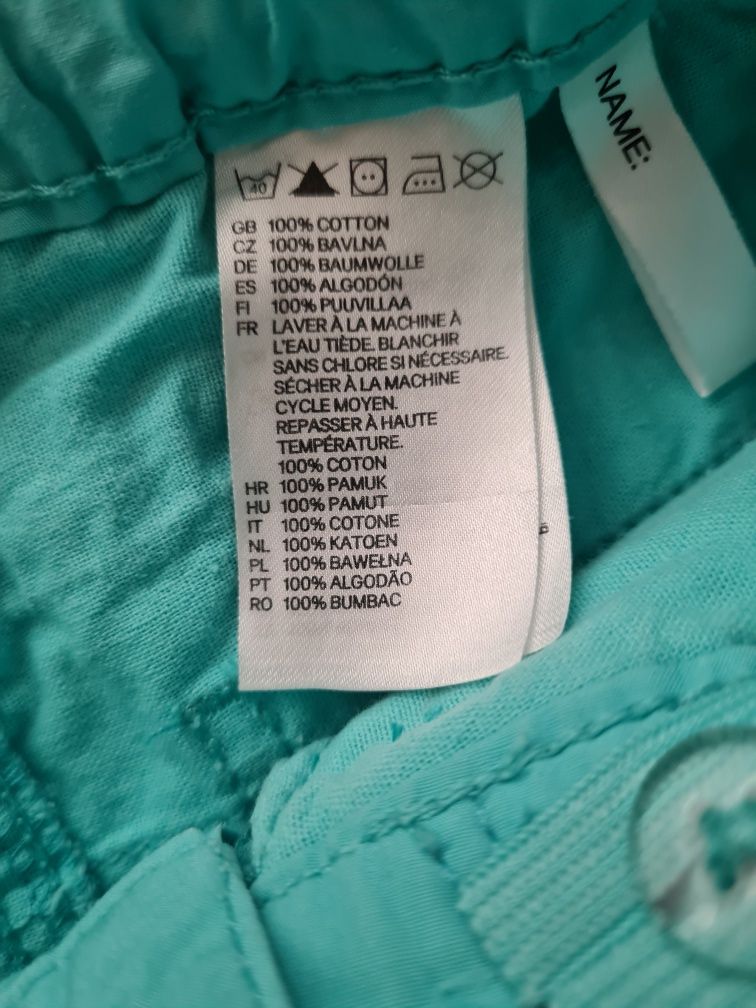 NAME:
40
GB 100% COTTON
CZ 100% BAVLNA
DE 100% BAUMWOLLE
ES 100% ALGODÓN
FI 100% PUUVILLAA
FR LAVER À LA MACHINE À
L'EAU TIÈDE. BLANCHIR
SANS CHLORE SI NÉCESSAIRE.
SÉCHER À LA MACHINE
CYCLE MOYEN.
REPASSER À HAUTE
TEMPÉRATURE.
100% COTON
HR 100% PAMUK
HU 100% PAMUT
IT 100% COTONE
NL 100% KATOEN
PL 100% BAWEŁNA
PT 100% ALGODÃO
RO 100% BUMBAC